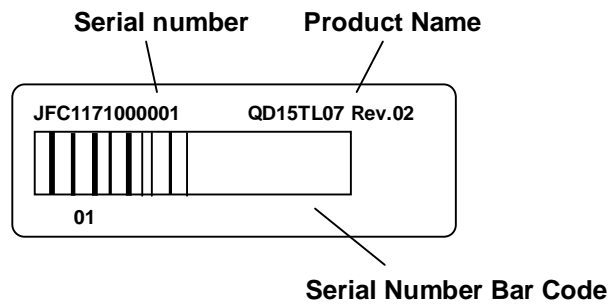 Serial number Product Name
JFC1171000001 QD15TL07 Rev.02
01
Serial Number Bar Code